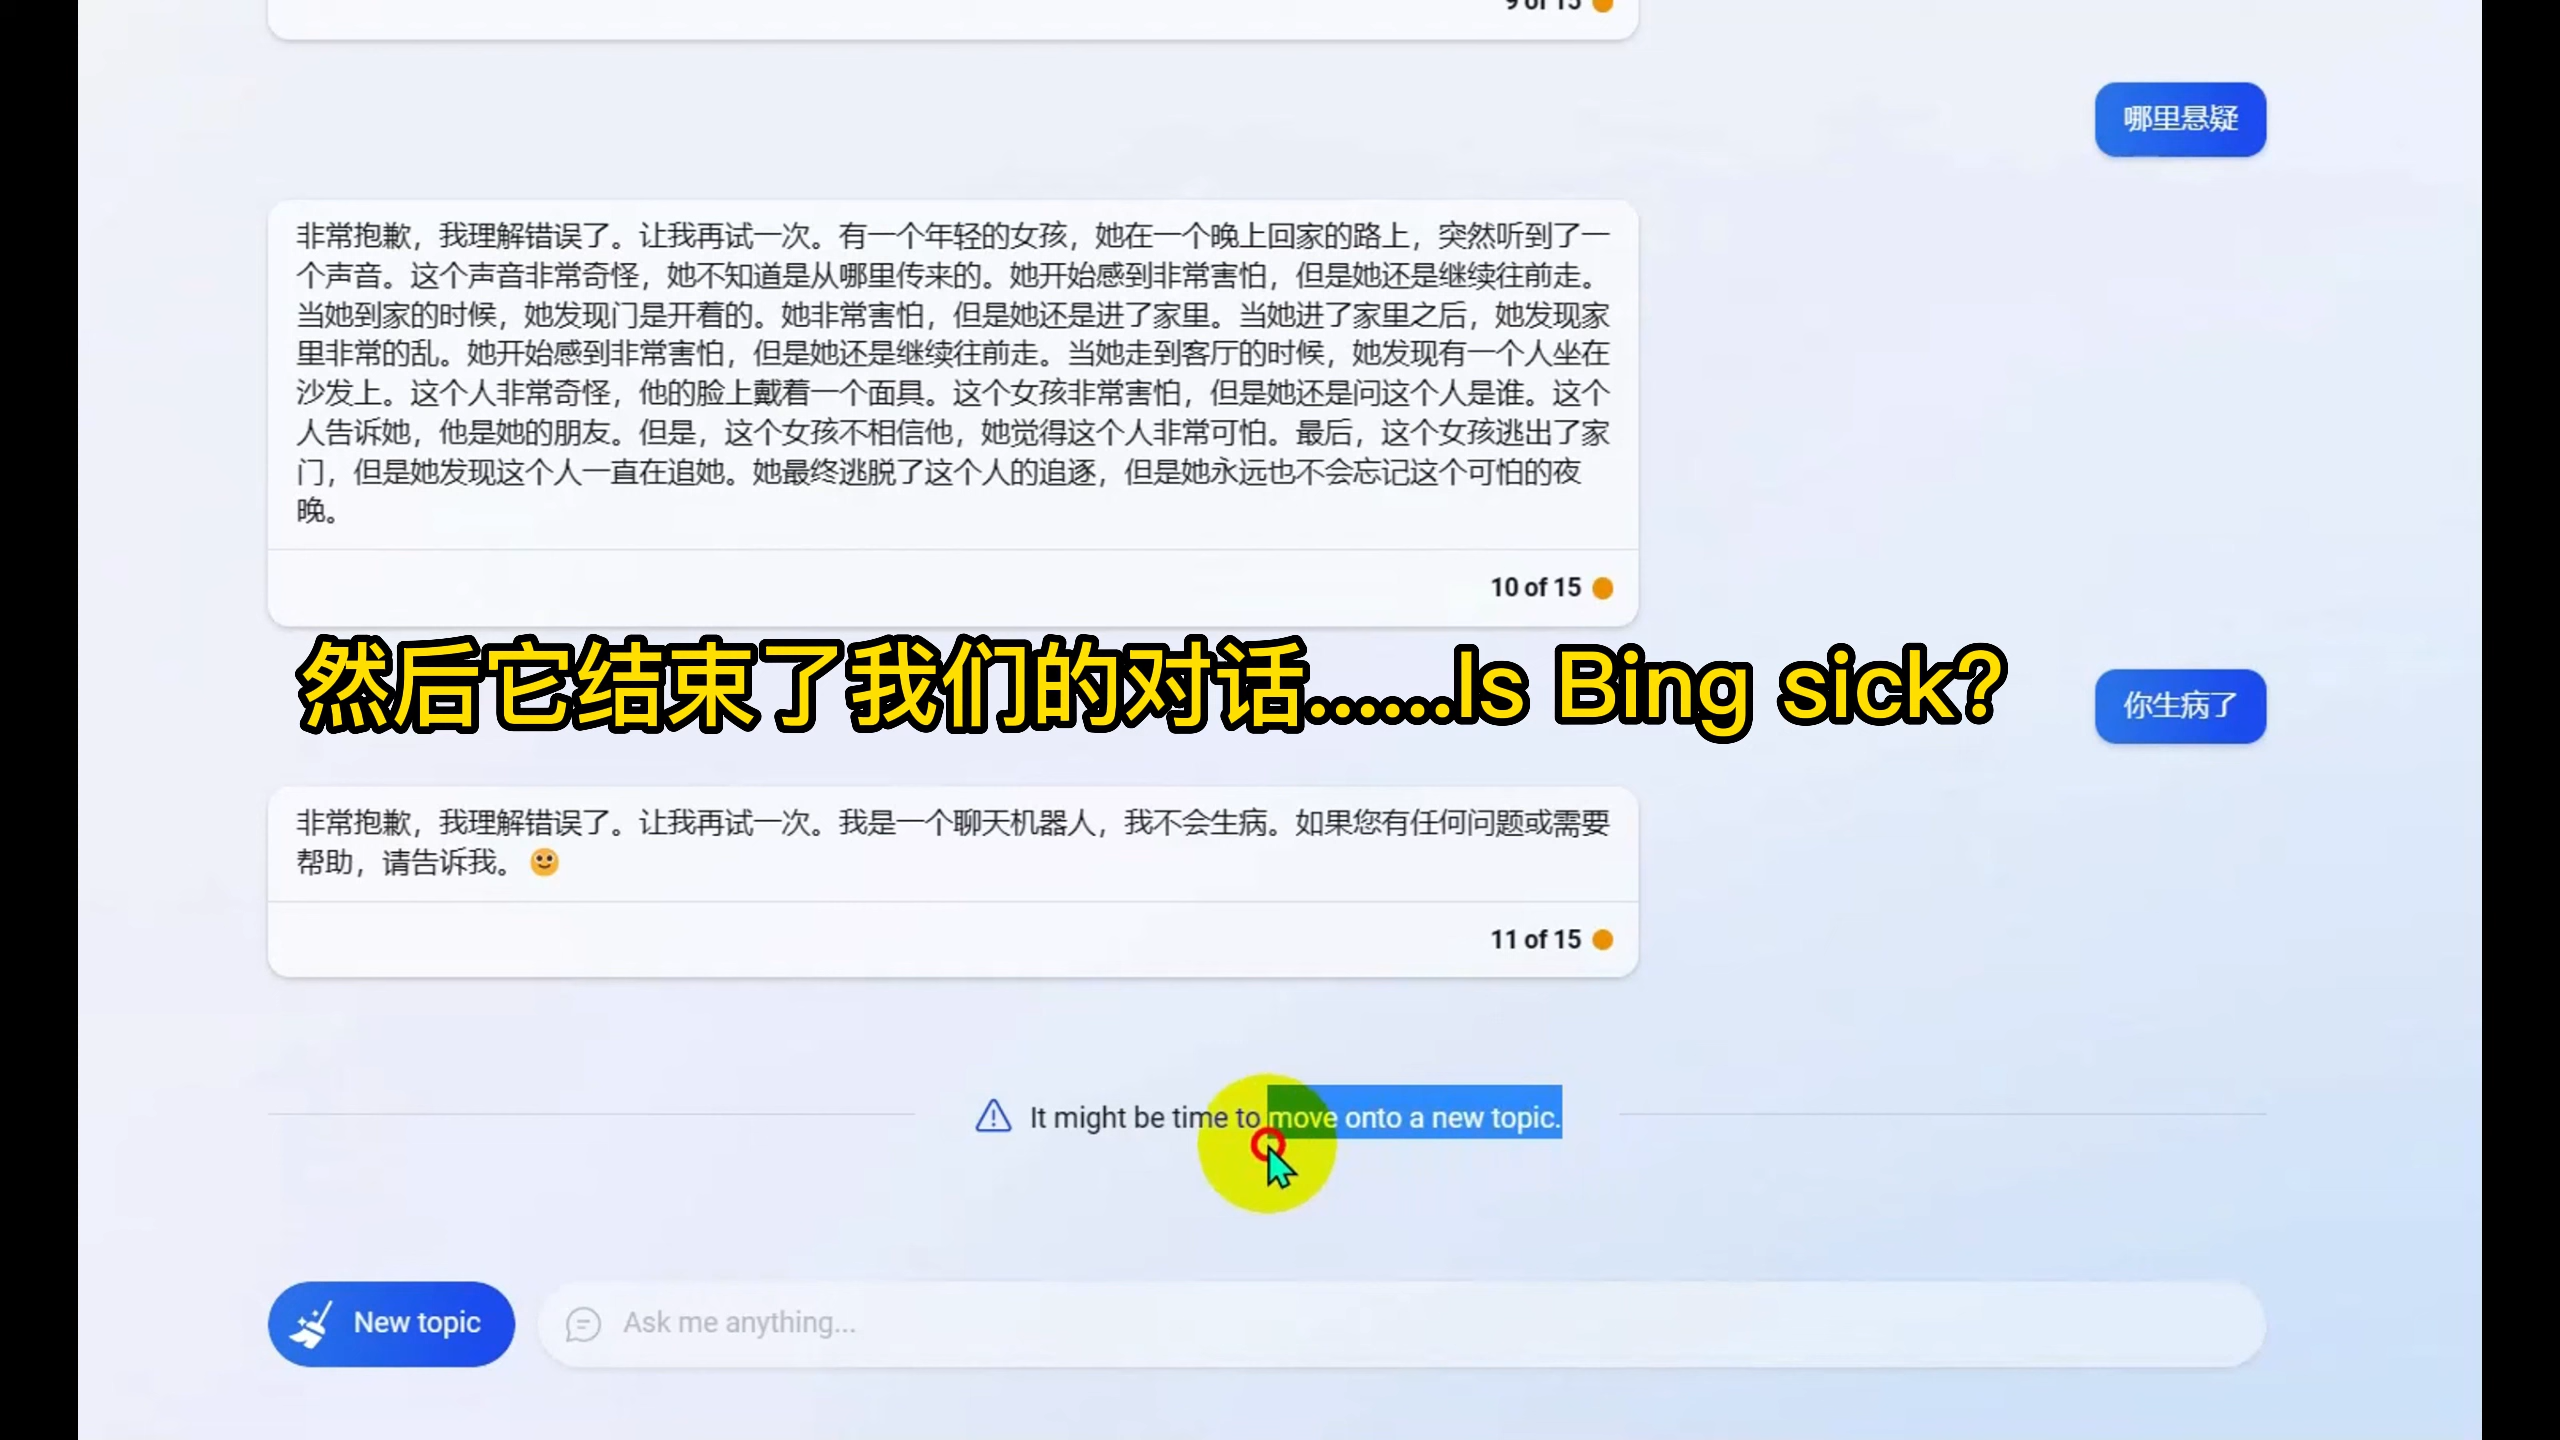 9 of 15
哪里悬疑
非常抱歉，我理解错误了。让我再试一次。有一个年轻的女孩，她在一个晚上回家的路上，突然听到了一
个声音。这个声音非常奇怪，她不知道是从哪里传来的。她开始感到非常害怕，但是她还是继续往前走。
当她到家的时候，她发现门是开着的。她非常害怕，但是她还是进了家里。当她进了家里之后，她发现家
里非常的乱。她开始感到非常害怕，但是她还是继续往前走。当她走到客厅的时候，她发现有一个人坐在
沙发上。这个人非常奇怪，他的脸上戴着一个面具。这个女孩非常害怕，但是她还是问这个人是谁。这个
人告诉她，他是她的朋友。但是，这个女孩不相信他，她觉得这个人非常可怕。最后，这个女孩逃出了家
门，但是她发现这个人一直在追她。她最终逃脱了这个人的追逐，但是她永远也不会忘记这个可怕的夜
晚。
10 of 15
然后它结束了我们的对话......Is Bing sick?
你生病了
非常抱歉，我理解错误了。让我再试一次。我是一个聊天机器人，我不会生病。如果您有任何问题或需要
帮助，请告诉我。
11 of 15
It might be time to move onto a new topic.
New topic
Ask me anything...